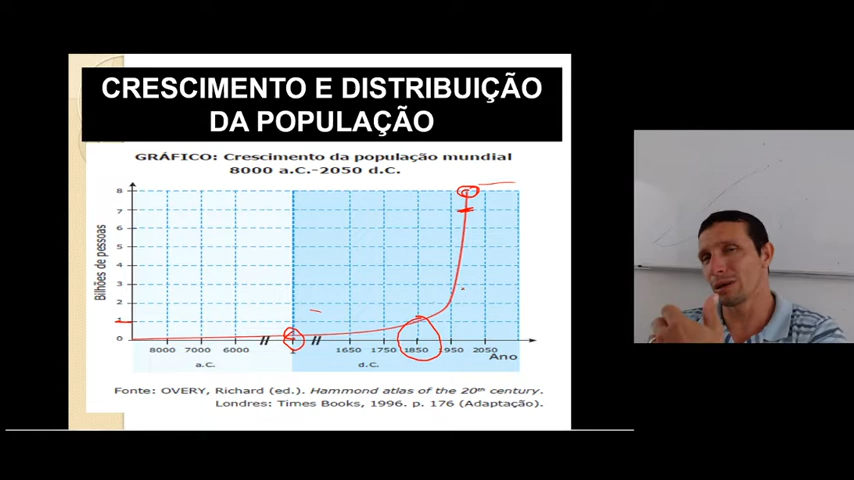 CRESCIMENTO E DISTRIBUIÇÃO
DA POPULAÇÃO
GRÁFICO: Crescimento da população mundial
8000 a.C.-2050 d.C.
Bilhões de pessoas
8
7
6
5
4
3
2
1
0
8000 7000 6000 1 1650 1750 1850 1950 2050
Ano
a.C. d.C.
Fonte: OVERY, Richard (ed.). Hammond atlas of the 20th century.
Londres: Times Books, 1996. p. 176 (Adaptação).